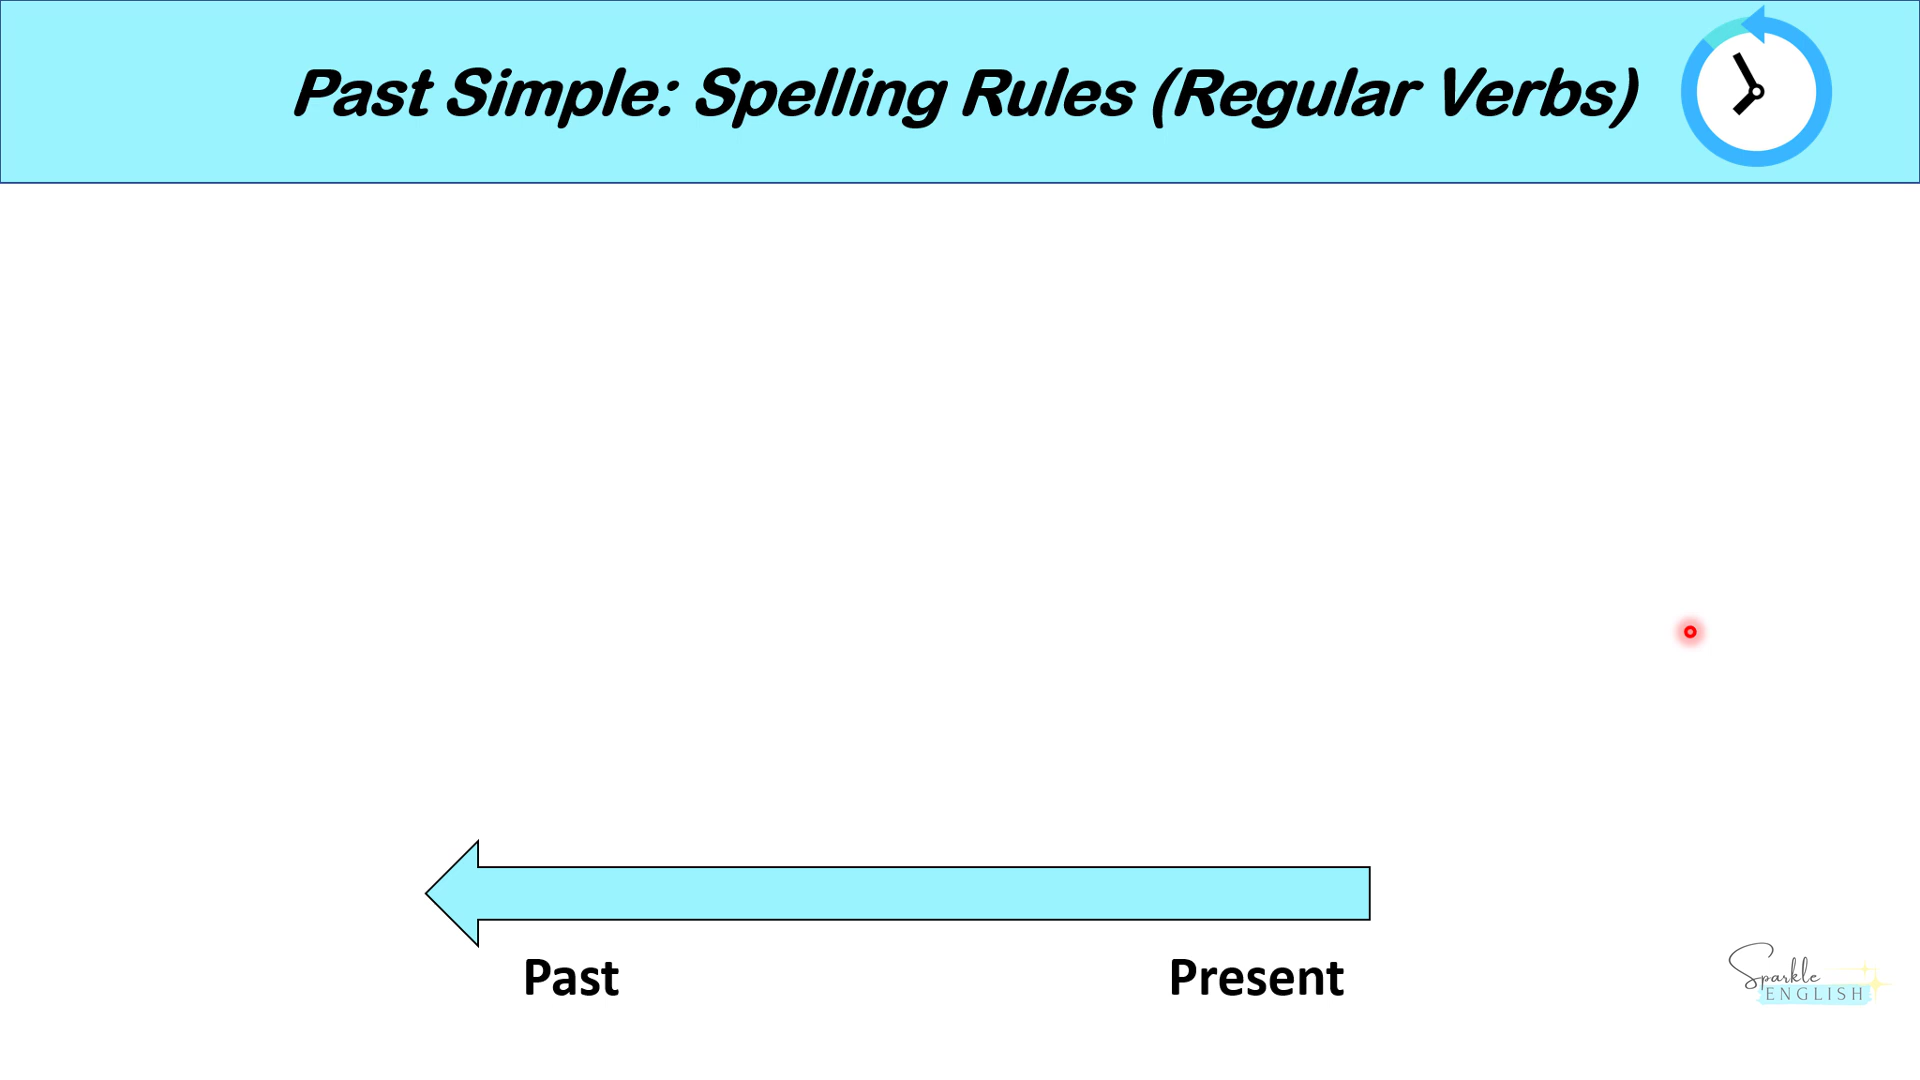 Past Simple: Spelling Rules (Regular Verbs)
Past Present
Sparkle
ENGLISH